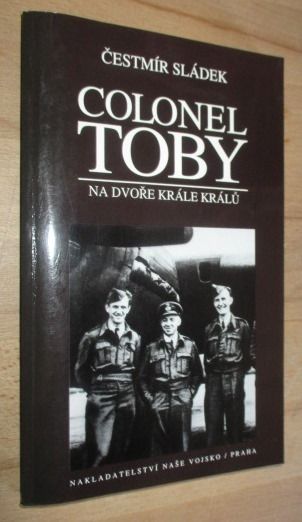 ČESTMÍR SLÁDEK
COLONEL
TOBY
NA DVOŘE KRÁLE KRÁLŮ
NAKLADATELSTVÍ NAŠE VOJSKO / PRAHA